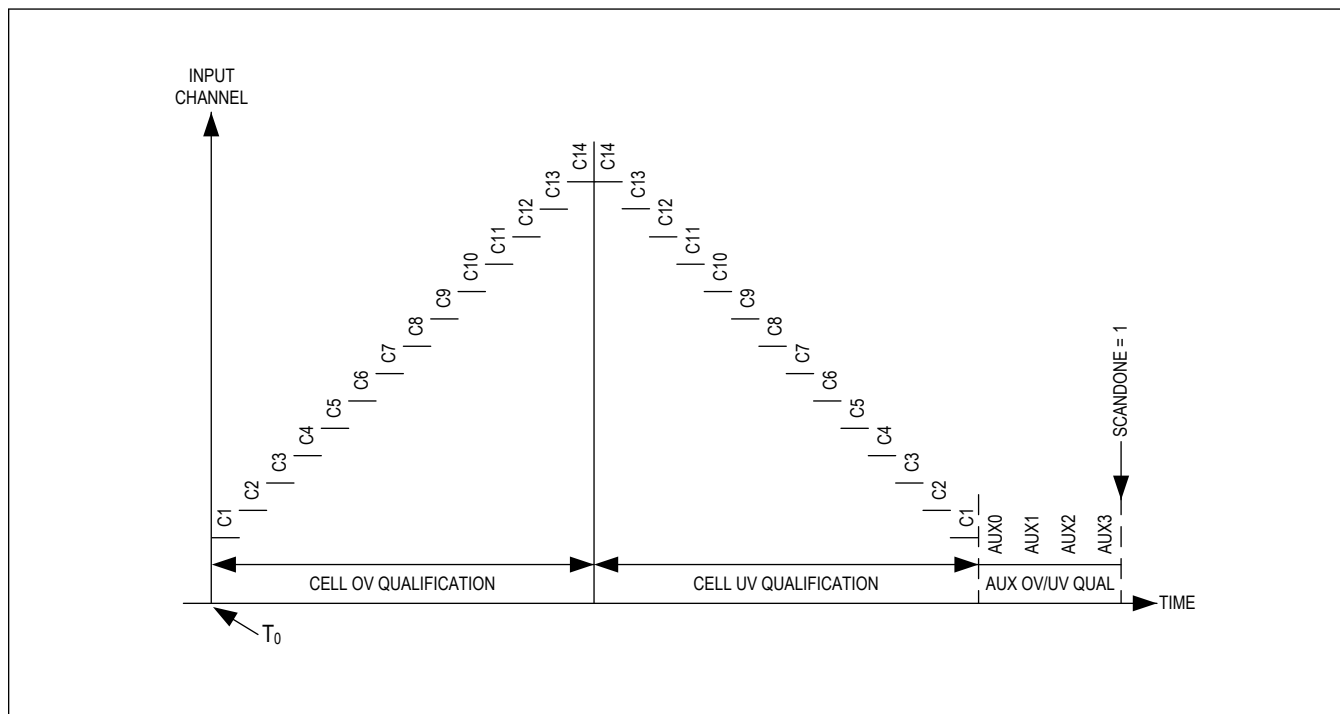 INPUT
CHANNEL
C1
C2
C3
C4
C5
C6
C7
C8
C9
C10
C11
C12
C13
C14
C14
C13
C12
C11
C10
C9
C8
C7
C6
C5
C4
C3
C2
C1
AUX0
AUX1
AUX2
AUX3
SCANDONE = 1
CELL OV QUALIFICATION
CELL UV QUALIFICATION
AUX OV/UV QUAL
TIME
T0